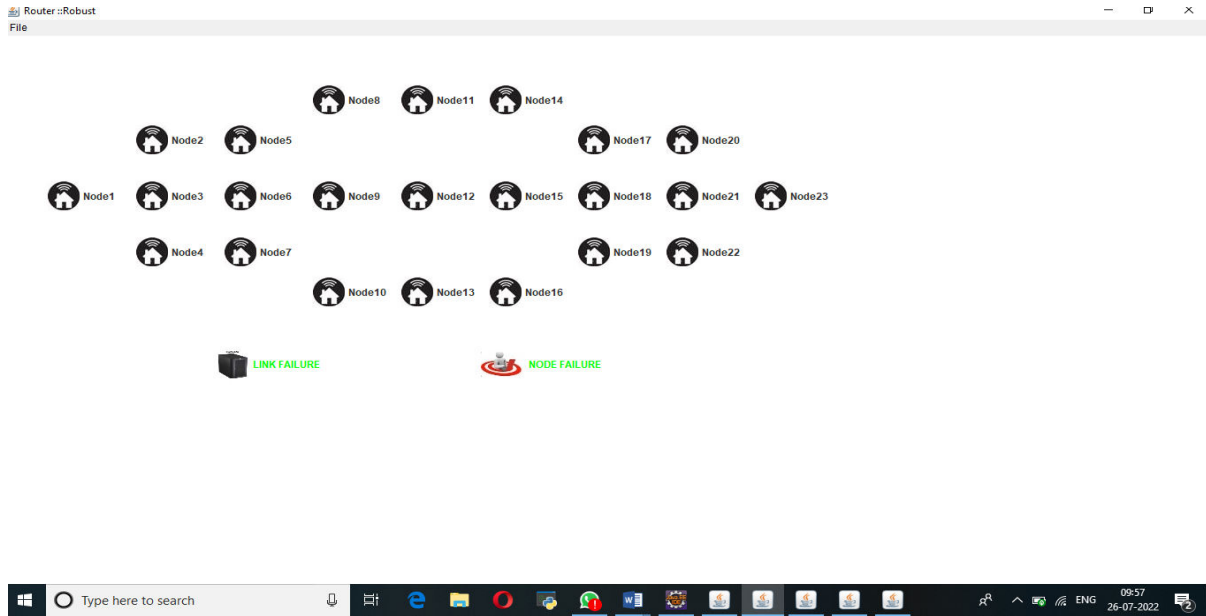 Router ::Robust
File
Node8 Node11 Node14
Node2 Node5 Node17 Node20
Node1 Node3 Node6 Node9 Node12 Node15 Node18 Node21 Node23
Node4 Node7 Node19 Node22
Node10 Node13 Node16
LINK FAILURE NODE FAILURE
Type here to search ENG 09:57
26-07-2022